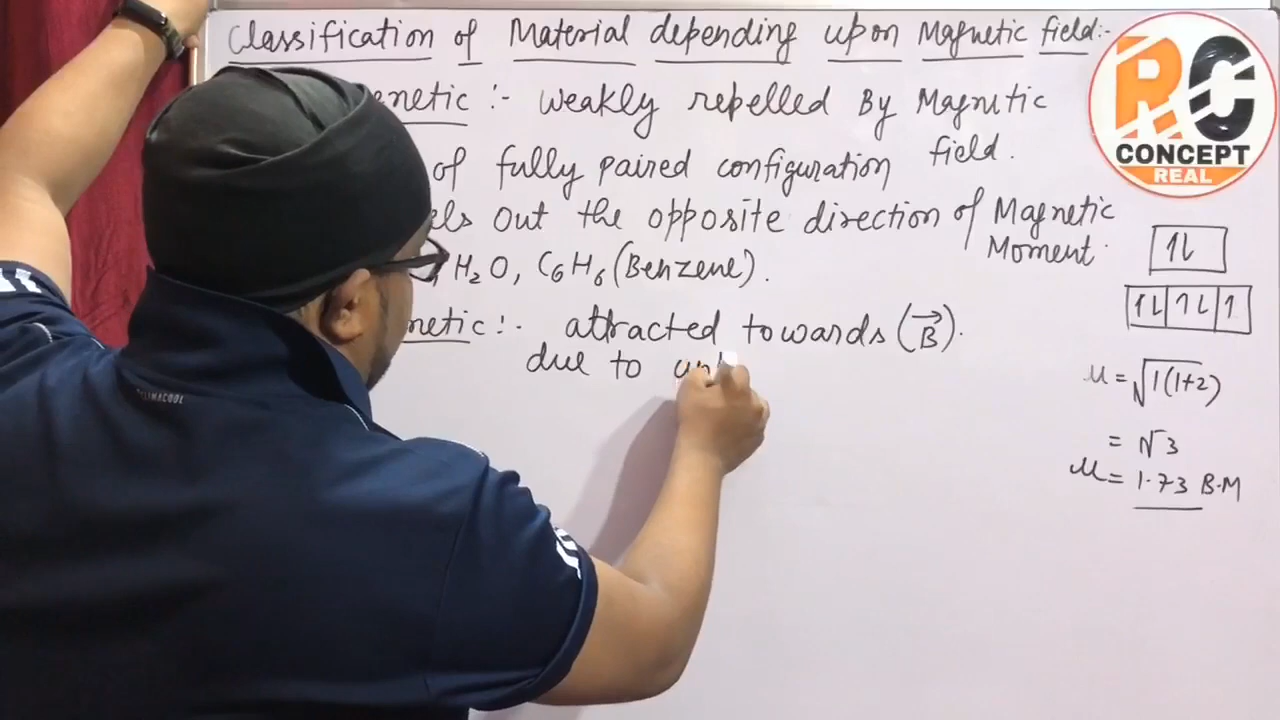 Classification of Material depending upon Magnetic field:-
netic :- weakly repelled By Magnetic
field.
of fully paired configuration
els out the opposite direction of Magnetic
Moment.
H₂O, C₆H₆ (Benzene).
netic :- attracted towards (B⃗).
due to un
1L
1L 1L 1
μ = √1(1+2)
= √3
μ = 1.73 B.M
RC
CONCEPT
REAL
CLIMACOOL